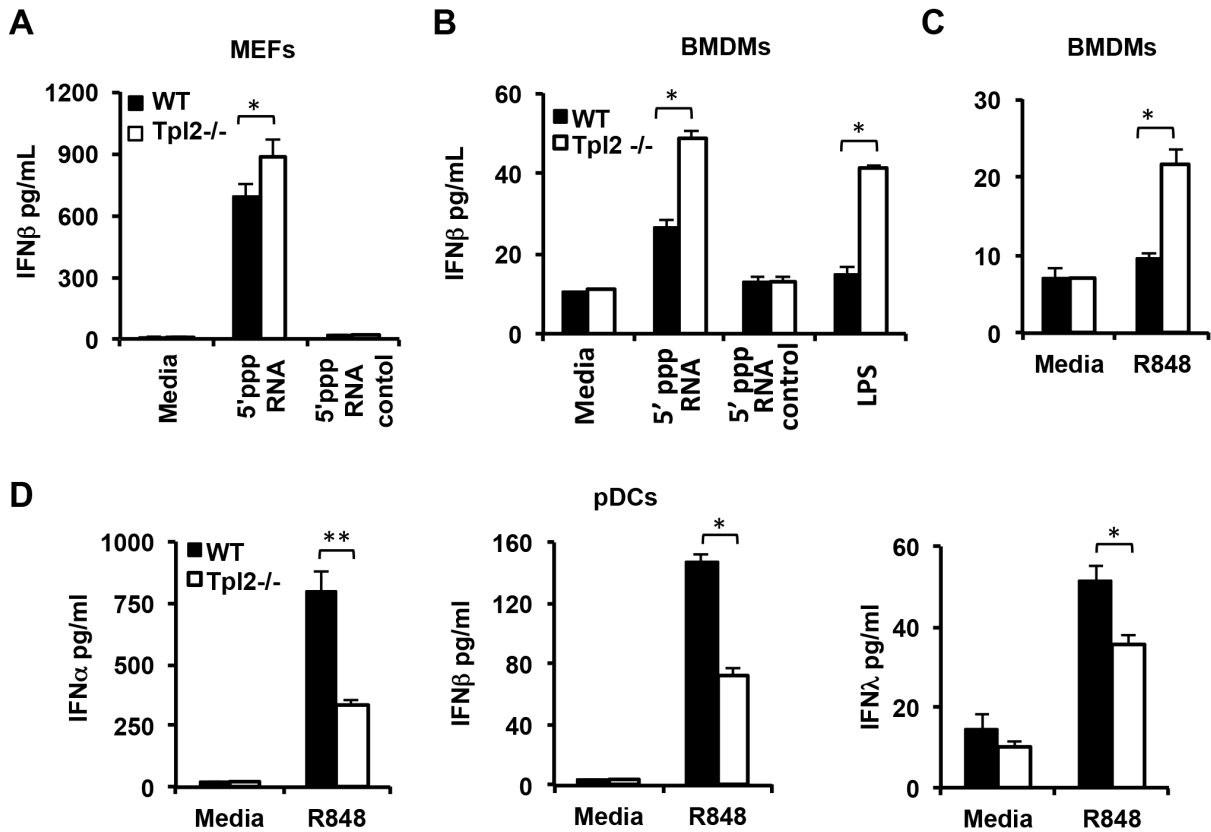 A
MEFs
1200
900
600
300
0
IFNβ pg/mL
WT
Tpl2-/-
*
Media
5'ppp
RNA
5'ppp
RNA
contol
B
BMDMs
60
40
20
0
IFNβ pg/mL
WT
Tpl2 -/-
*
*
Media
5’ ppp
RNA
5’ ppp
RNA
control
LPS
C
BMDMs
30
20
10
0
*
Media
R848
D
pDCs
1000
750
500
250
0
IFNα pg/ml
WT
Tpl2-/-
**
Media
R848
160
120
80
40
0
IFNβ pg/ml
*
Media
R848
60
40
20
0
IFNλ pg/ml
*
Media
R848